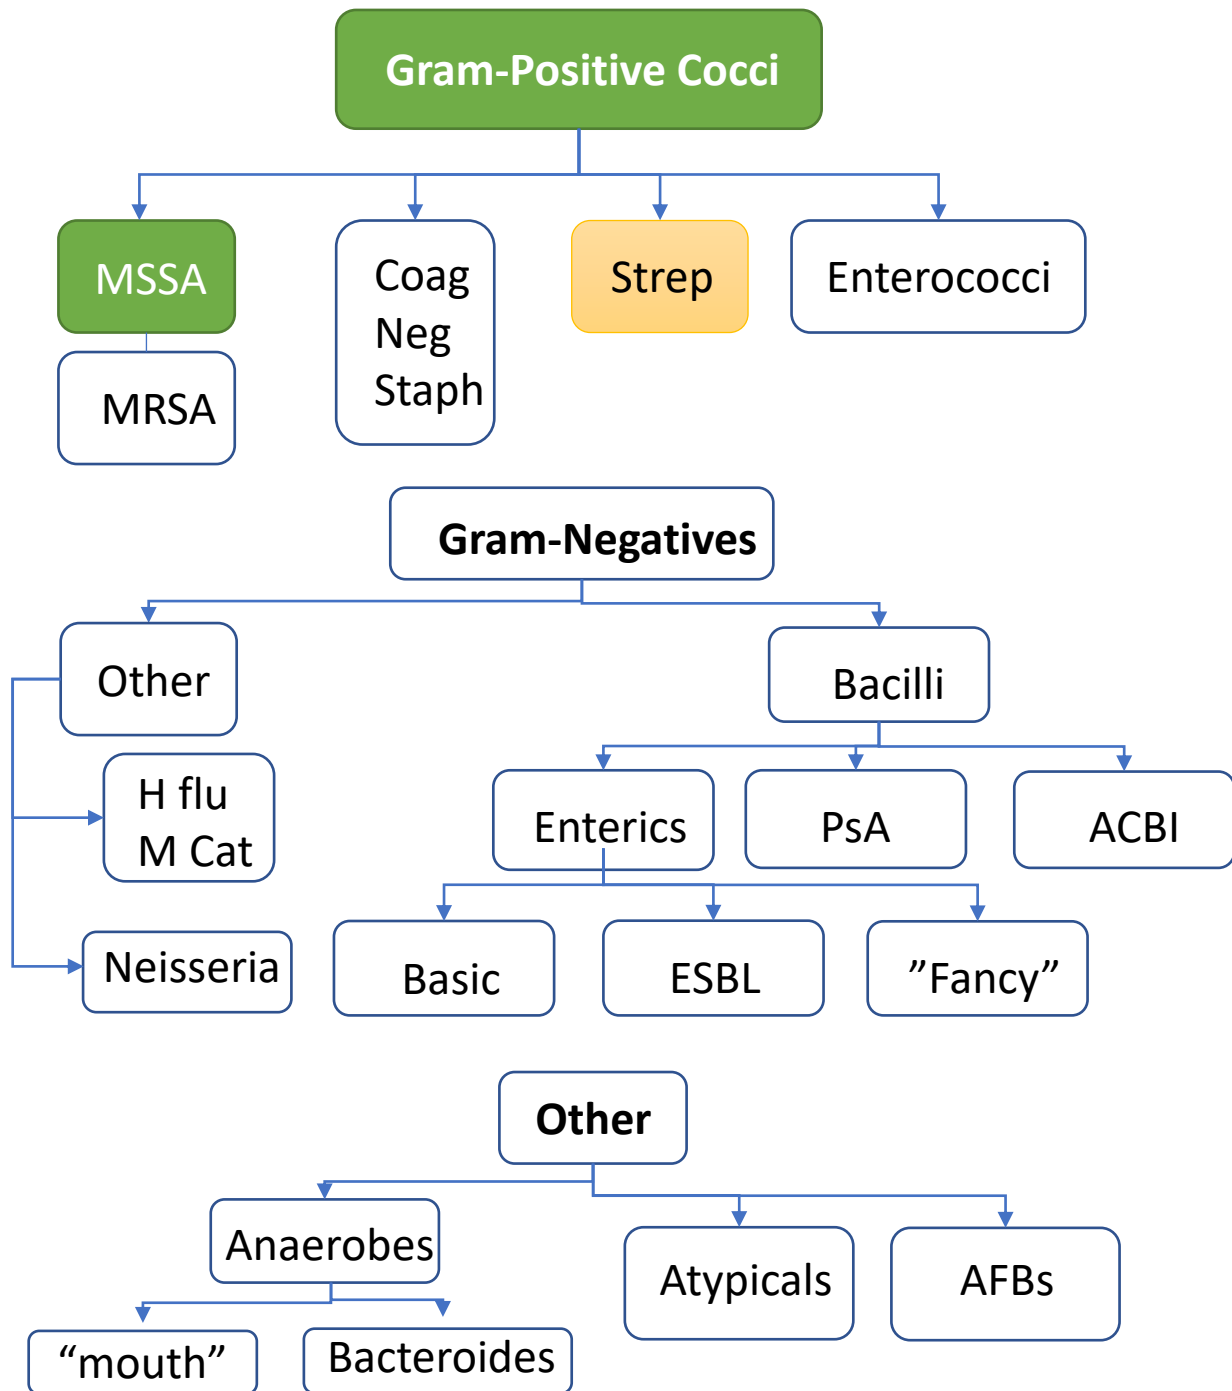 Gram-Positive Cocci
MSSA
Coag
Neg
Staph
Strep
Enterococci
MRSA
Gram-Negatives
Other
Bacilli
H flu
M Cat
Enterics
PsA
ACBI
Neisseria
Basic
ESBL
”Fancy”
Other
Anaerobes
Atypicals
AFBs
“mouth”
Bacteroides